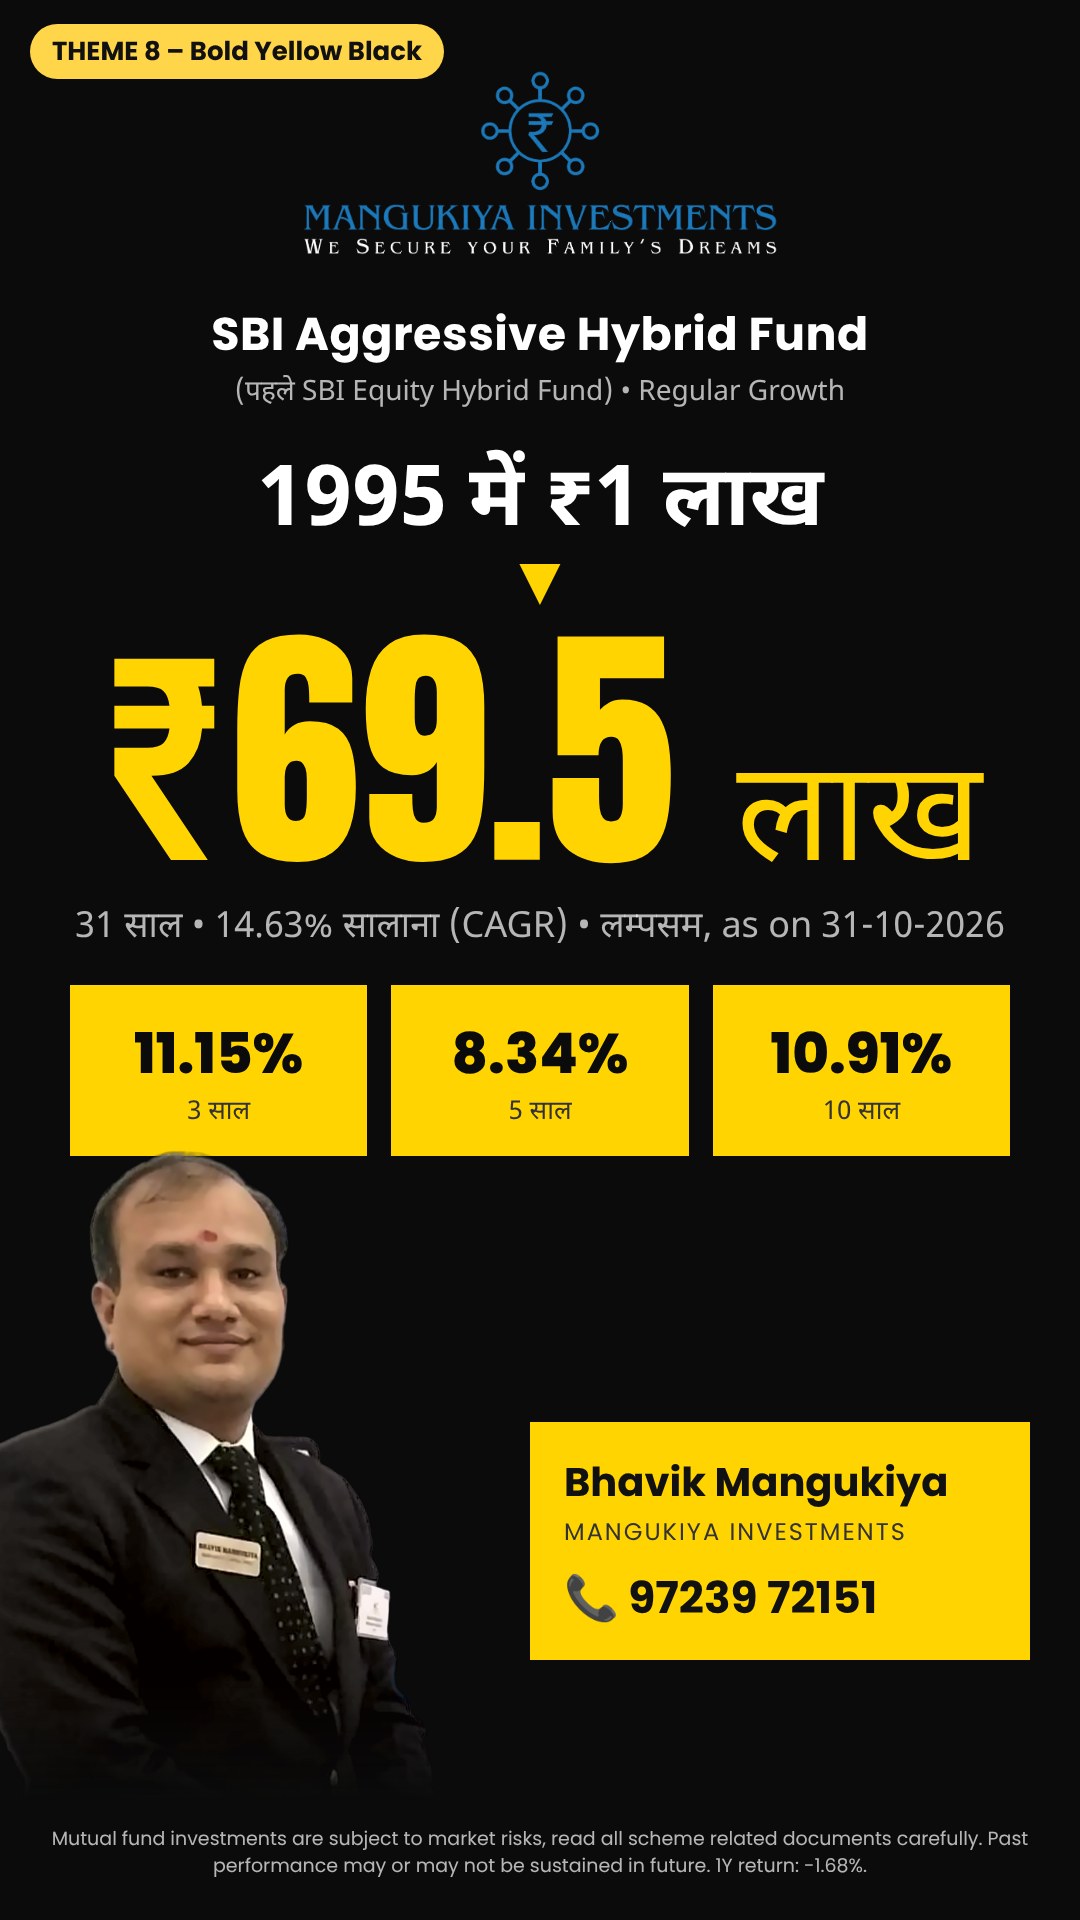 THEME 8 – Bold Yellow Black
₹
MANGUKIYA INVESTMENTS
WE SECURE YOUR FAMILY'S DREAMS
SBI Aggressive Hybrid Fund
(पहले SBI Equity Hybrid Fund) • Regular Growth
1995 में ₹1 लाख
₹69.5 लाख
31 साल • 14.63% सालाना (CAGR) • लम्पसम, as on 31-10-2026
11.15% 8.34% 10.91%
3 साल 5 साल 10 साल
Bhavik Mangukiya
MANGUKIYA INVESTMENTS
BHAVIK MANGUKIYA
97239 72151
Mutual fund investments are subject to market risks, read all scheme related documents carefully. Past
performance may or may not be sustained in future. 1Y return: -1.68%.